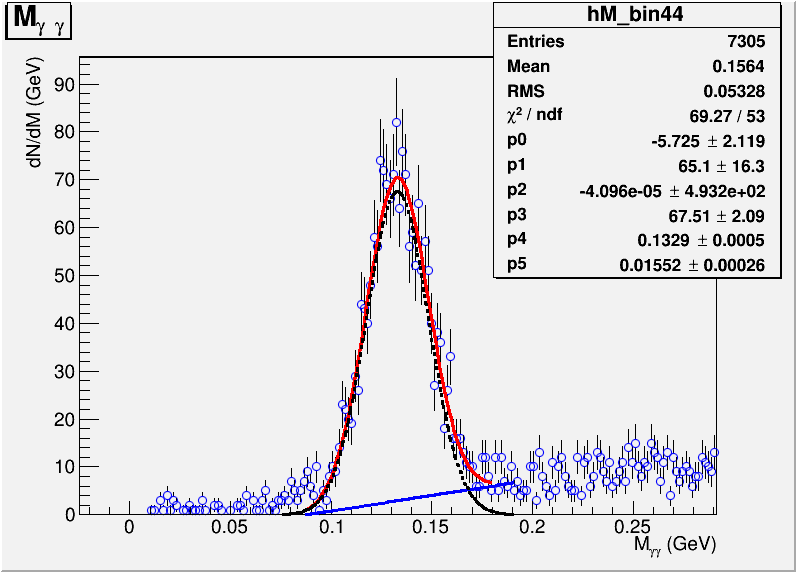 M γ γ
hM_bin44
Entries 7305
Mean 0.1564
RMS 0.05328
χ² / ndf 69.27 / 53
p0 -5.725 ± 2.119
p1 65.1 ± 16.3
p2 -4.096e-05 ± 4.932e+02
p3 67.51 ± 2.09
p4 0.1329 ± 0.0005
p5 0.01552 ± 0.00026
dN/dM (GeV)
90
80
70
60
50
40
30
20
10
0
0 0.05 0.1 0.15 0.2 0.25
Mγγ (GeV)